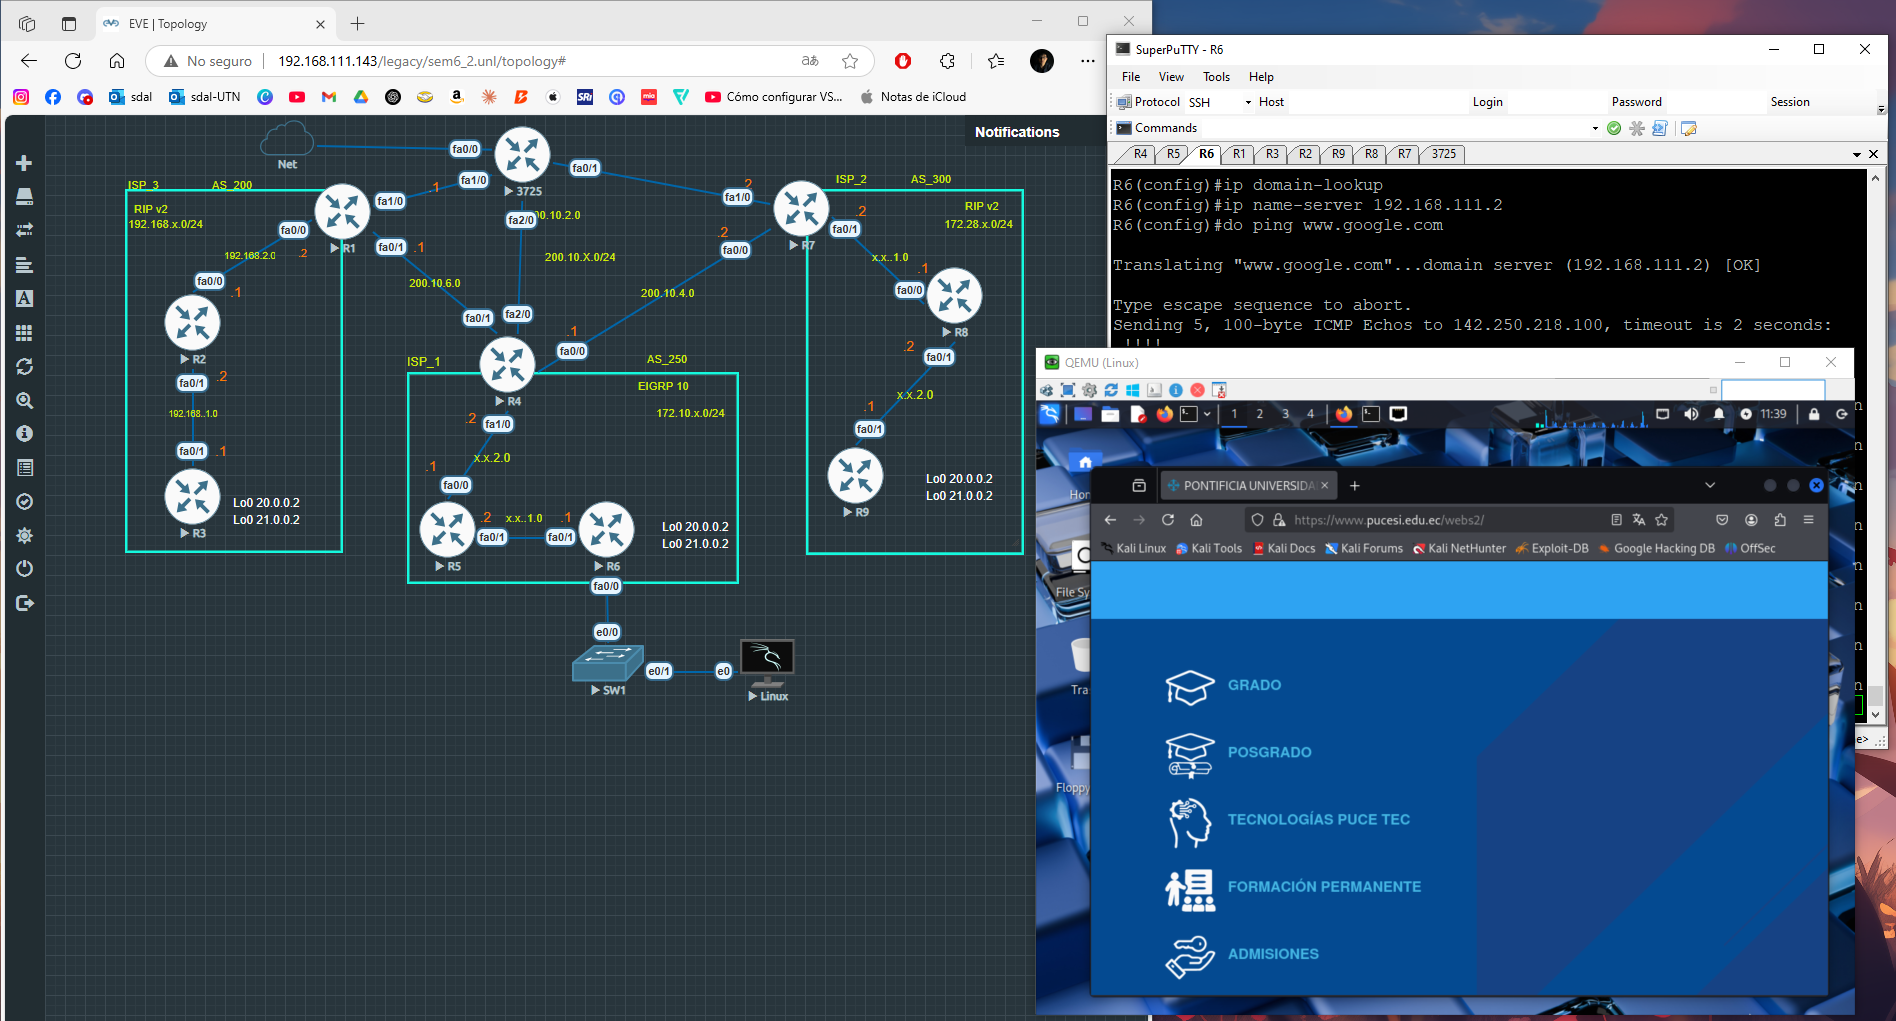 EVE | Topology
No seguro
192.168.111.143/legacy/sem6_2.unl/topology#
sdal
sdal-UTN
Cómo configurar VS...
Notas de iCloud
Notifications
Net
fa0/0
3725
fa0/1
fa1/0
fa2/0
00.10.2.0
ISP_3
AS_200
RIP v2
192.168.x.0/24
fa0/0
192.168.2.0
.2
R1
fa1/0
.1
fa0/1
.1
200.10.6.0
fa0/0
.1
R2
fa0/1
.2
192.168..1.0
fa0/1
.1
R3
Lo0 20.0.0.2
Lo0 21.0.0.2
200.10.X.0/24
200.10.4.0
fa0/1
fa2/0
.1
fa0/0
ISP_1
AS_250
R4
EIGRP 10
172.10.x.0/24
.2
fa1/0
x.x.2.0
.1
fa0/0
R5
.2
fa0/1
x.x..1.0
.1
fa0/1
R6
Lo0 20.0.0.2
Lo0 21.0.0.2
fa0/0
e0/0
SW1
e0/1
e0
Linux
ISP_2
AS_300
RIP v2
172.28.x.0/24
fa1/0
.2
.2
fa0/0
R7
.2
fa0/1
x.x..1.0
.1
fa0/0
R8
.2
fa0/1
x.x.2.0
.1
fa0/1
R9
Lo0 20.0.0.2
Lo0 21.0.0.2
SuperPuTTY - R6
File View Tools Help
Protocol SSH Host Login Password Session
Commands
R4 R5 R6 R1 R3 R2 R9 R8 R7 3725
R6(config)#ip domain-lookup
R6(config)#ip name-server 192.168.111.2
R6(config)#do ping www.google.com
Translating "www.google.com"...domain server (192.168.111.2) [OK]
Type escape sequence to abort.
Sending 5, 100-byte ICMP Echos to 142.250.218.100, timeout is 2 seconds:
!!!!
QEMU (Linux)
1 2 3 4
11:39
Hon
File Sy
Tra
Floppy
PONTIFICIA UNIVERSIDA
https://www.pucesi.edu.ec/webs2/
Kali Linux
Kali Tools
Kali Docs
Kali Forums
Kali NetHunter
Exploit-DB
Google Hacking DB
OffSec
GRADO
POSGRADO
TECNOLOGÍAS PUCE TEC
FORMACIÓN PERMANENTE
ADMISIONES